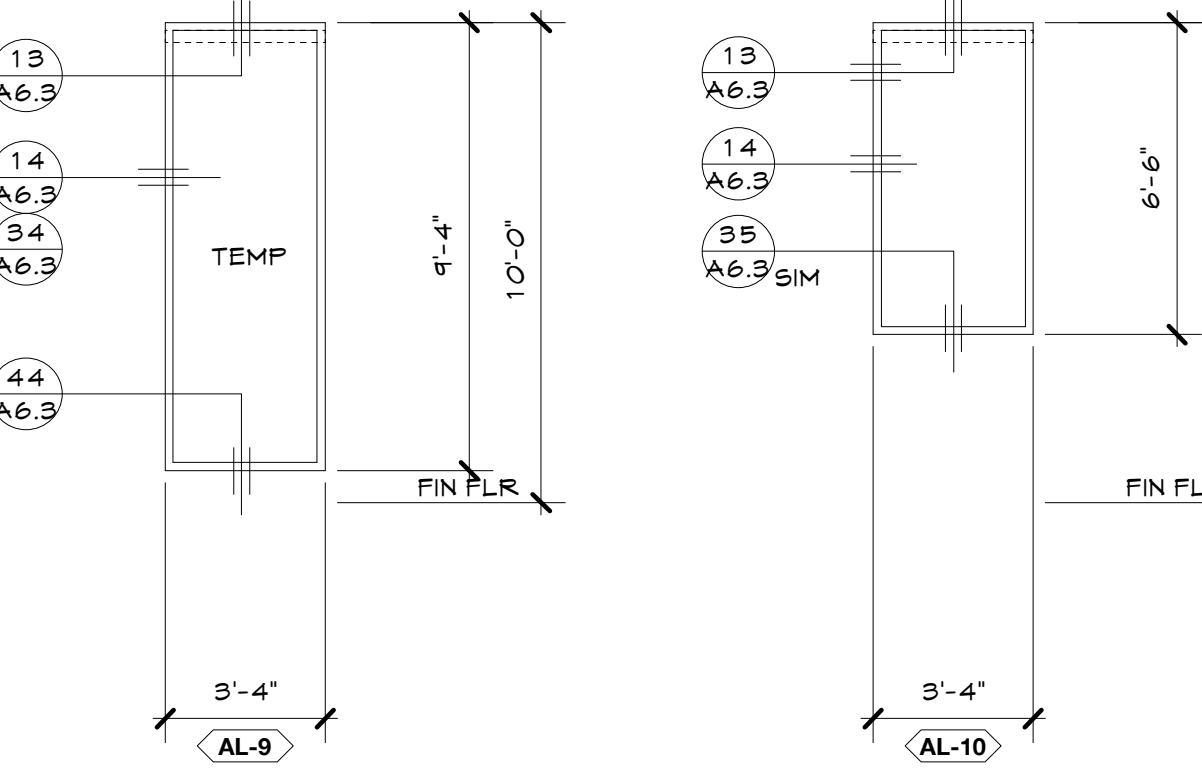 13
A6.3
14
A6.3
34
A6.3
TEMP
44
A6.3
9'-4"
10'-0"
FIN FLR
3'-4"
AL-9
13
A6.3
14
A6.3
35
A6.3
SIM
6'-6"
FIN FL
3'-4"
AL-10